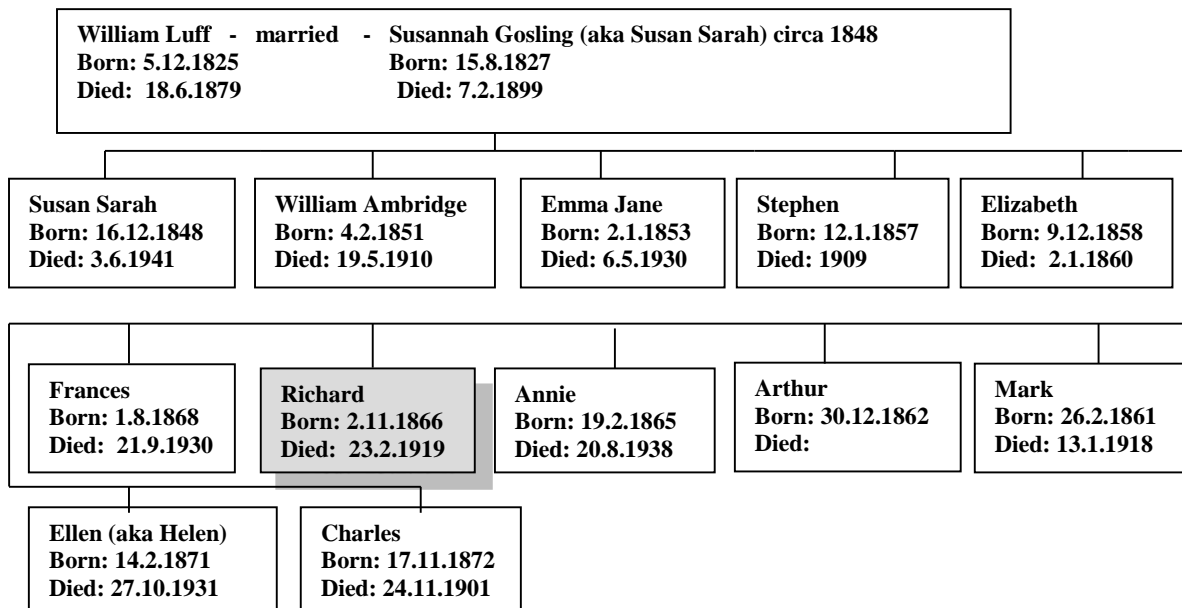 William Luff - married - Susannah Gosling (aka Susan Sarah) circa 1848
Born: 5.12.1825 Born: 15.8.1827
Died: 18.6.1879 Died: 7.2.1899
Susan Sarah
Born: 16.12.1848
Died: 3.6.1941
William Ambridge
Born: 4.2.1851
Died: 19.5.1910
Emma Jane
Born: 2.1.1853
Died: 6.5.1930
Stephen
Born: 12.1.1857
Died: 1909
Elizabeth
Born: 9.12.1858
Died: 2.1.1860
Frances
Born: 1.8.1868
Died: 21.9.1930
Richard
Born: 2.11.1866
Died: 23.2.1919
Annie
Born: 19.2.1865
Died: 20.8.1938
Arthur
Born: 30.12.1862
Died:
Mark
Born: 26.2.1861
Died: 13.1.1918
Ellen (aka Helen)
Born: 14.2.1871
Died: 27.10.1931
Charles
Born: 17.11.1872
Died: 24.11.1901